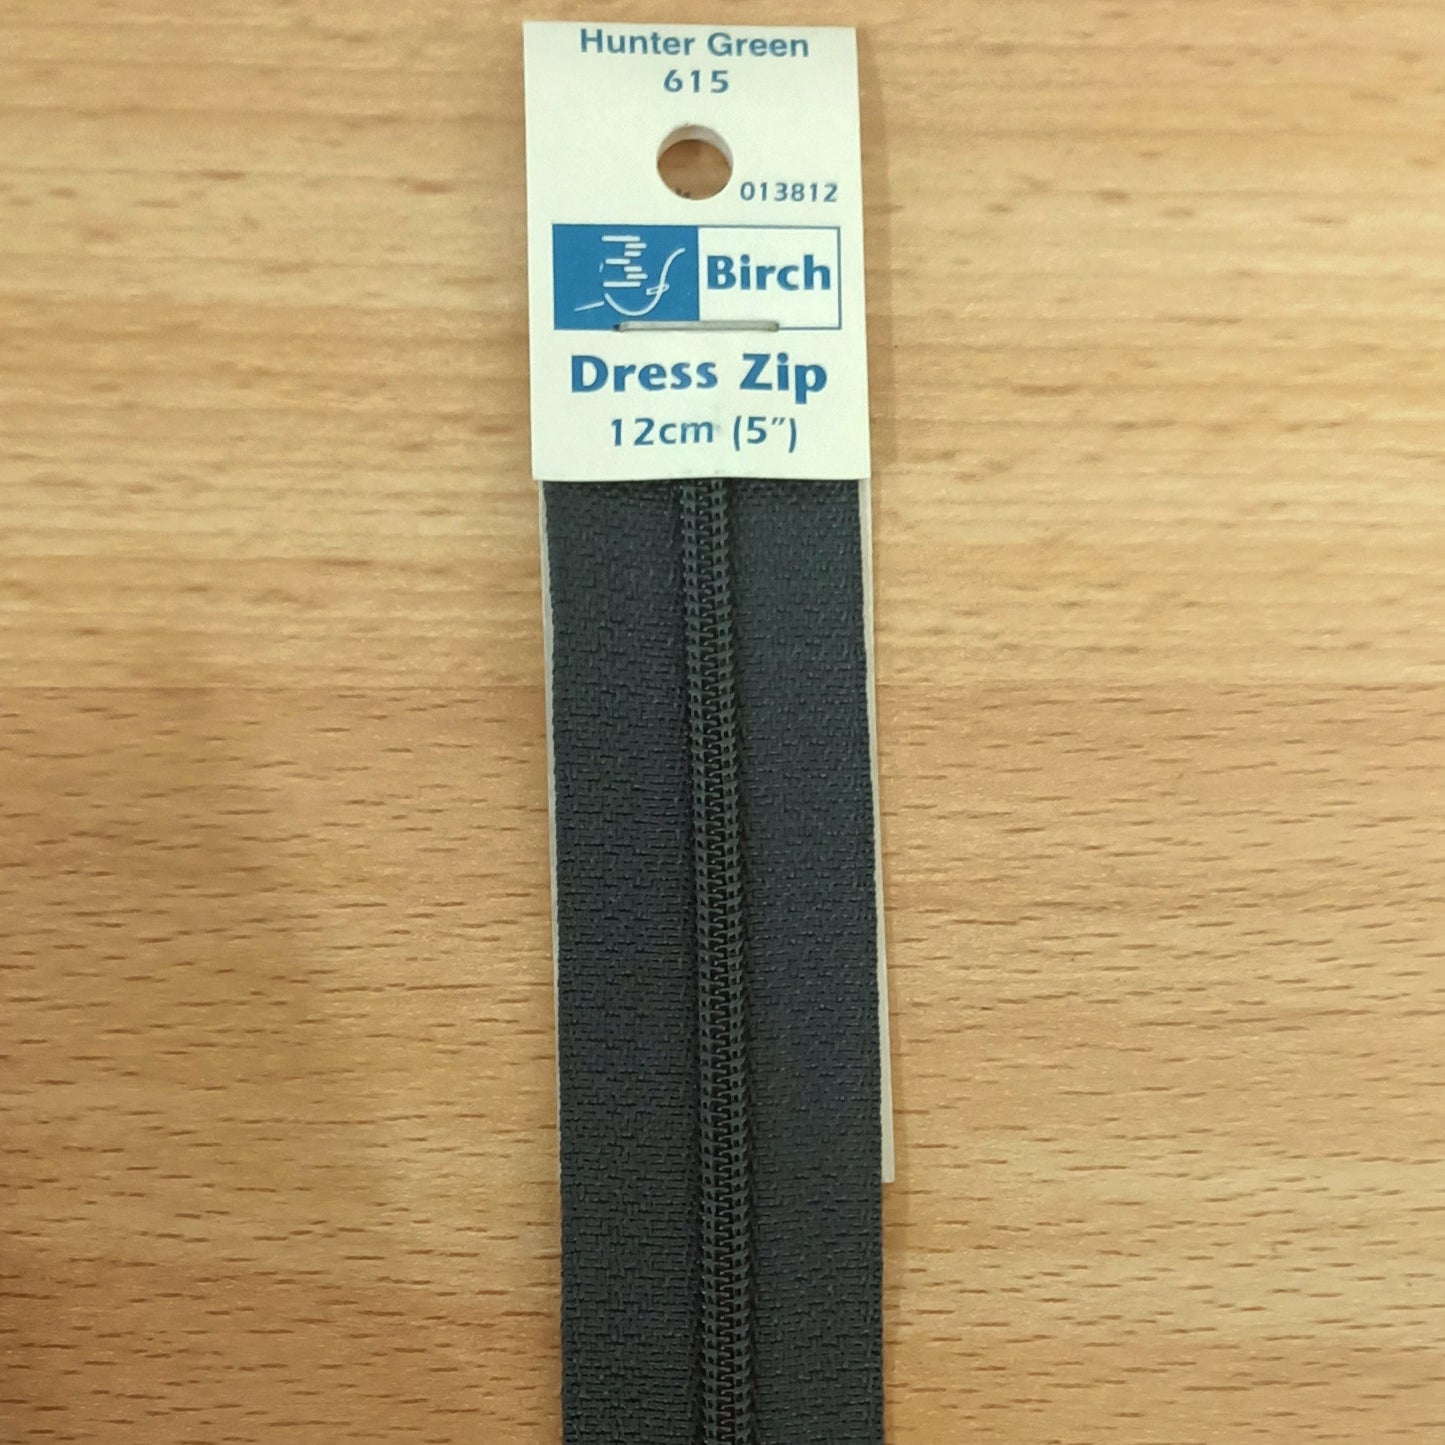 Hunter Green
615
013812
Birch
Dress Zip
12cm (5″)